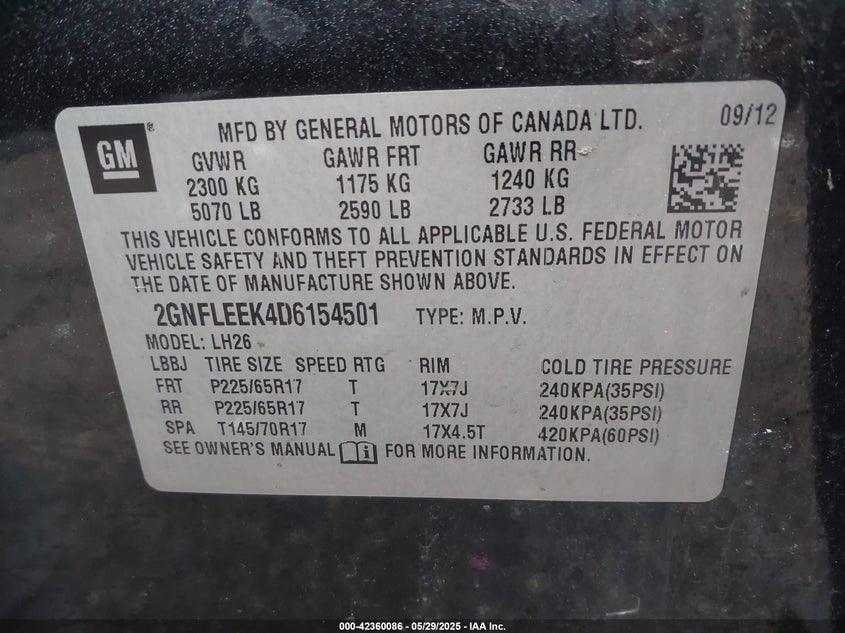 GM ®
MFD BY GENERAL MOTORS OF CANADA LTD. 09/12
GVWR GAWR FRT GAWR RR
2300 KG 1175 KG 1240 KG
5070 LB 2590 LB 2733 LB
THIS VEHICLE CONFORMS TO ALL APPLICABLE U.S. FEDERAL MOTOR
VEHICLE SAFETY AND THEFT PREVENTION STANDARDS IN EFFECT ON
THE DATE OF MANUFACTURE SHOWN ABOVE.
2GNFLEEK4D6154501 TYPE: M.P.V.
MODEL: LH26
LBBJ TIRE SIZE SPEED RTG RIM COLD TIRE PRESSURE
FRT P225/65R17 T 17X7J 240KPA(35PSI)
RR P225/65R17 T 17X7J 240KPA(35PSI)
SPA T145/70R17 M 17X4.5T 420KPA(60PSI)
SEE OWNER'S MANUAL i FOR MORE INFORMATION.
000-42360086 - 05/29/2025 - IAA Inc.